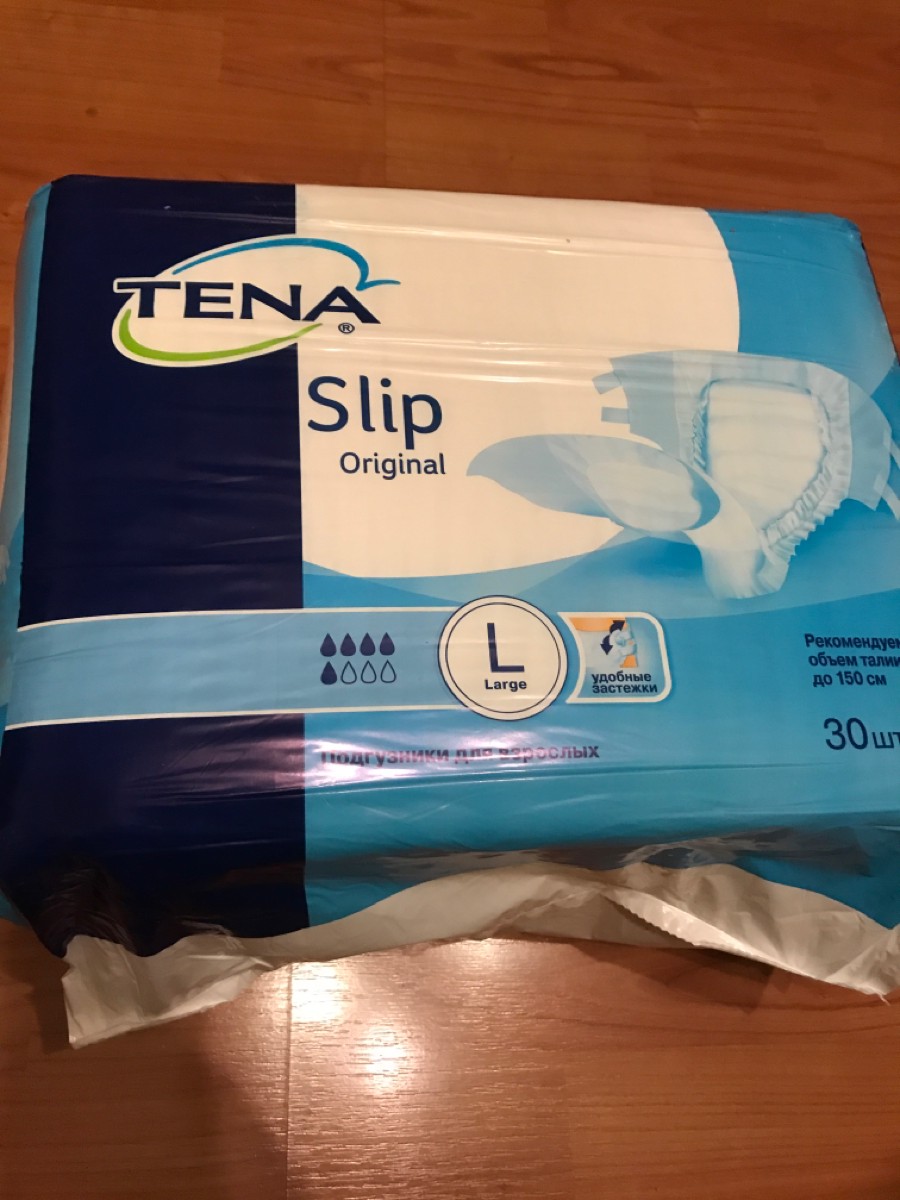 TENA
®
Slip
Original
L
Large
удобные
застежки
Рекомендуем
объем талии
до 150 см
30 шт
Подгузники для взрослых